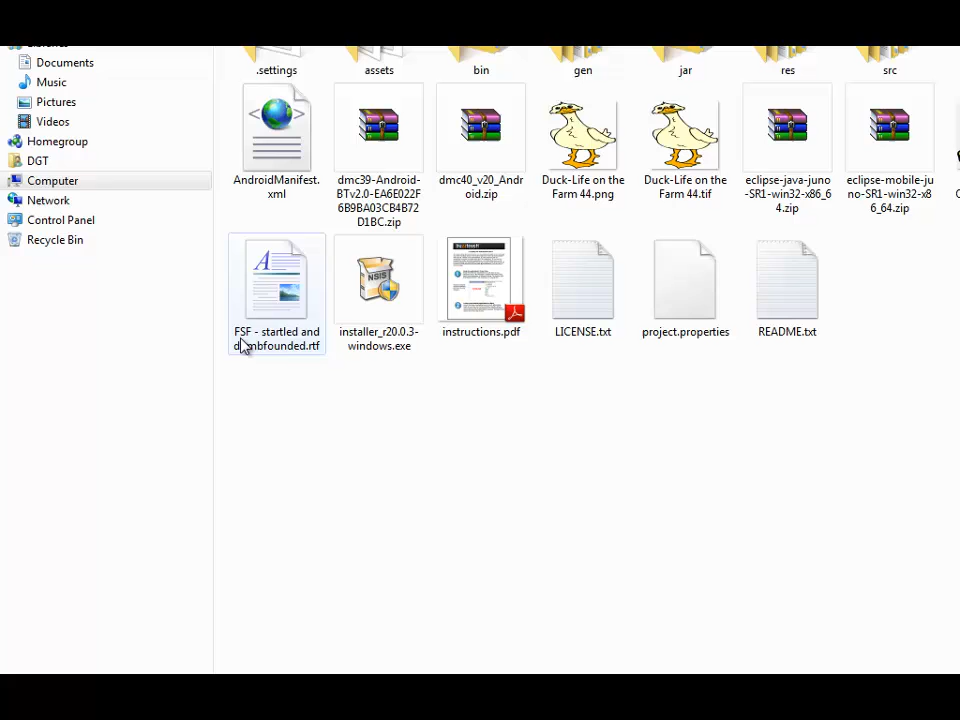 Libraries
Documents
Music
Pictures
Videos
Homegroup
DGT
Computer
Network
Control Panel
Recycle Bin
.settings
assets
bin
gen
jar
res
src
AndroidManifest.
xml
dmc39-Android-
BTv2.0-EA6E022F
6B9BA03CB4B72
D1BC.zip
dmc40_v20_Andr
oid.zip
Duck-Life on the
Farm 44.png
Duck-Life on the
Farm 44.tif
eclipse-java-juno
-SR1-win32-x86_6
4.zip
eclipse-mobile-ju
no-SR1-win32-x8
6_64.zip
FSF - startled and
dumbfounded.rtf
installer_r20.0.3-
windows.exe
instructions.pdf
LICENSE.txt
project.properties
README.txt